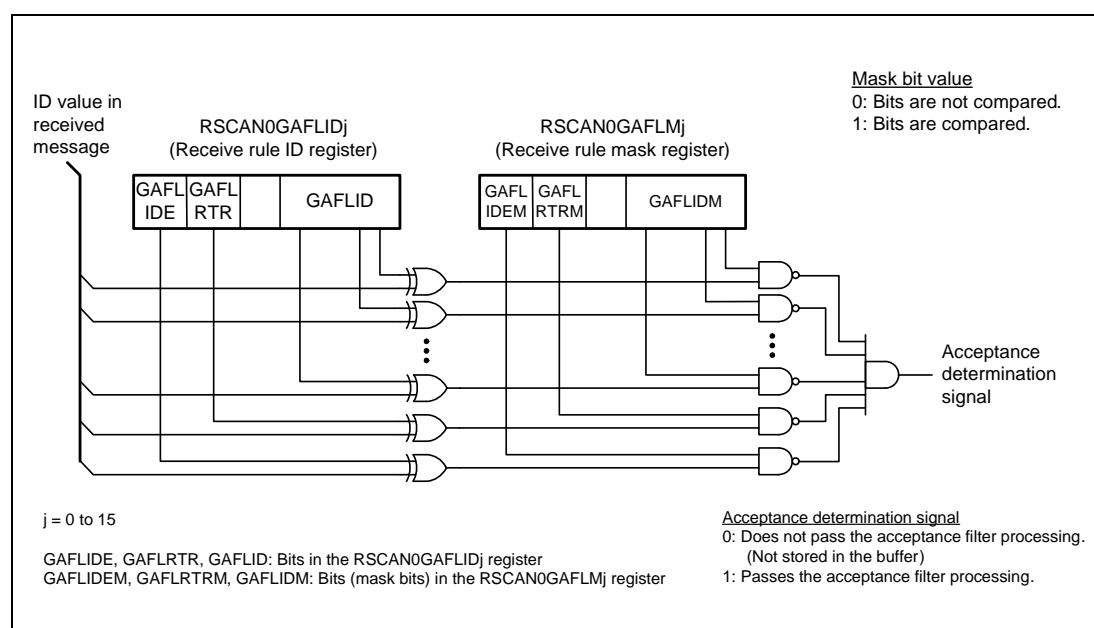 ID value in
received
message
RSCAN0GAFLIDj
(Receive rule ID register)
RSCAN0GAFLMj
(Receive rule mask register)
Mask bit value
0: Bits are not compared.
1: Bits are compared.
GAFL
IDE
GAFL
RTR
GAFLID
GAFL
IDEM
GAFL
RTRM
GAFLIDM
Acceptance
determination
signal
j = 0 to 15
GAFLIDE, GAFLRTR, GAFLID: Bits in the RSCAN0GAFLIDj register
GAFLIDEM, GAFLRTRM, GAFLIDM: Bits (mask bits) in the RSCAN0GAFLMj register
Acceptance determination signal
0: Does not pass the acceptance filter processing.
(Not stored in the buffer)
1: Passes the acceptance filter processing.